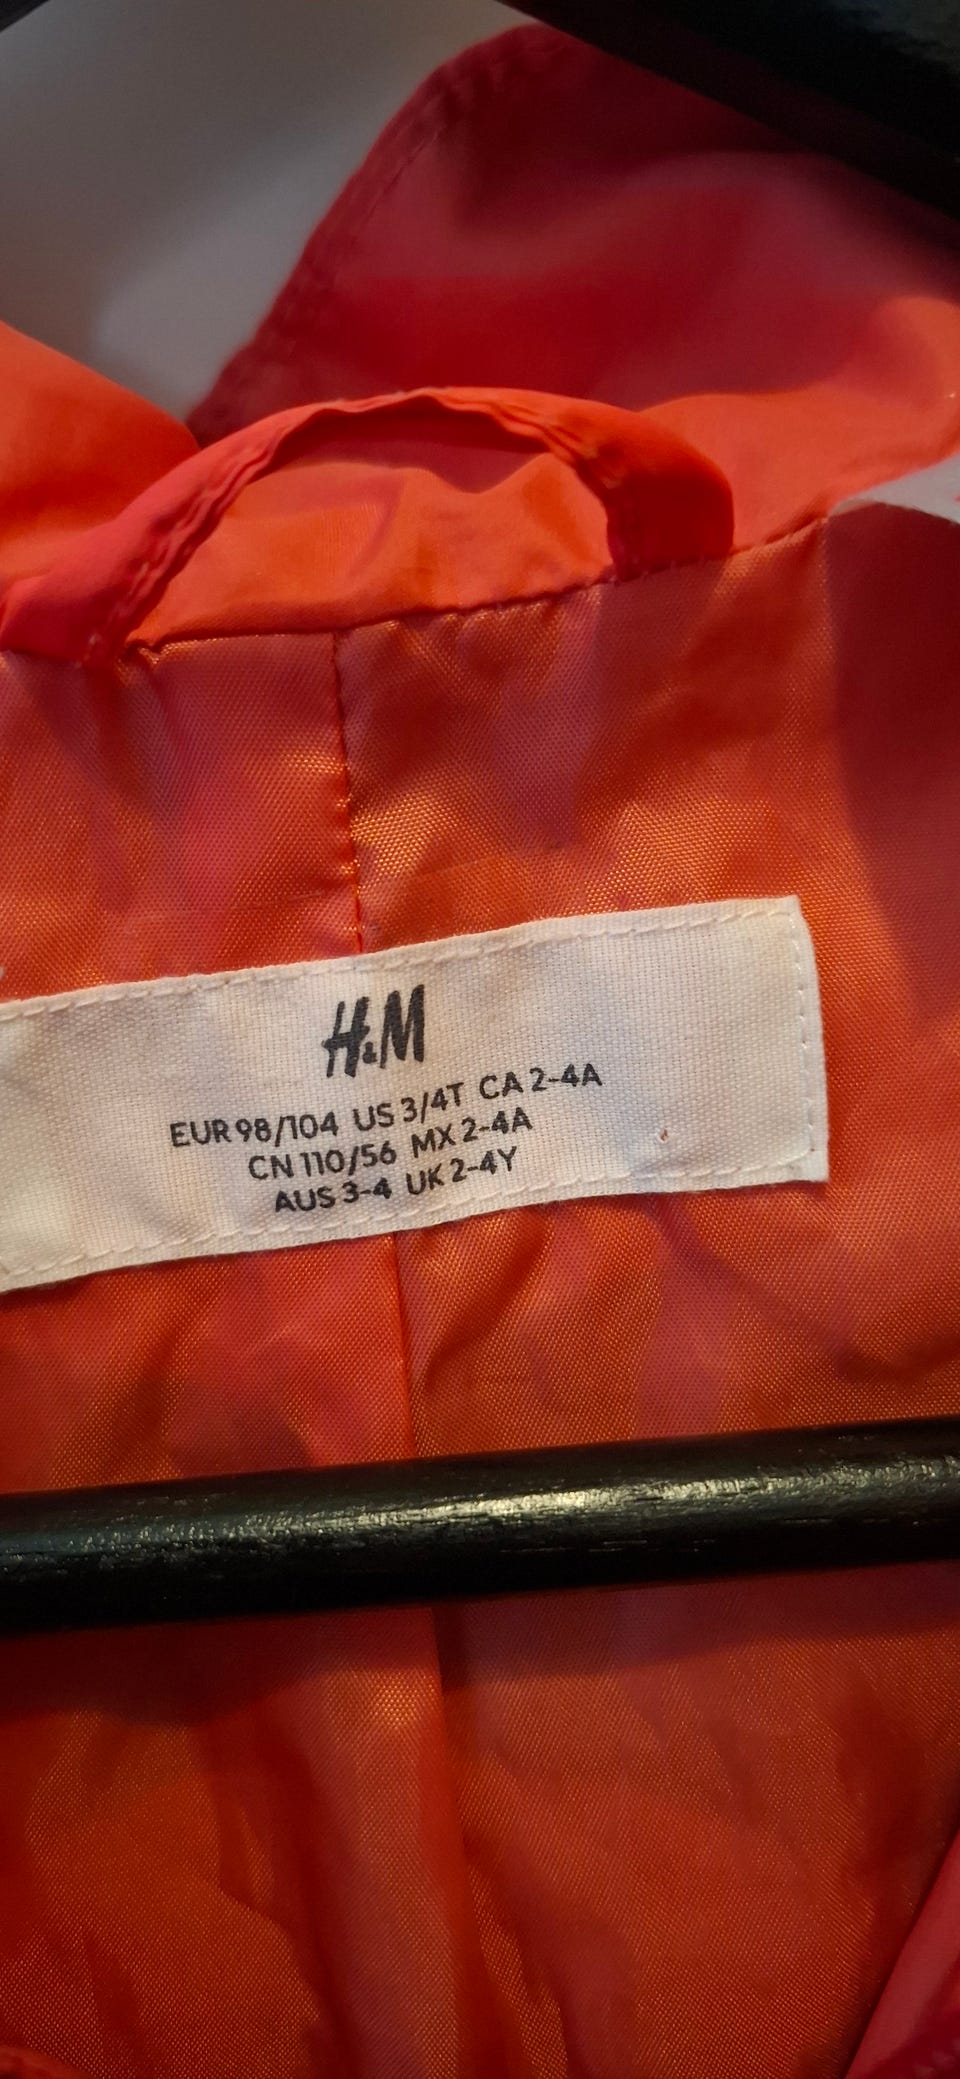 H&M
EUR 98/104 US 3/4T CA 2-4A
CN 110/56 MX 2-4A
AUS 3-4 UK 2-4Y